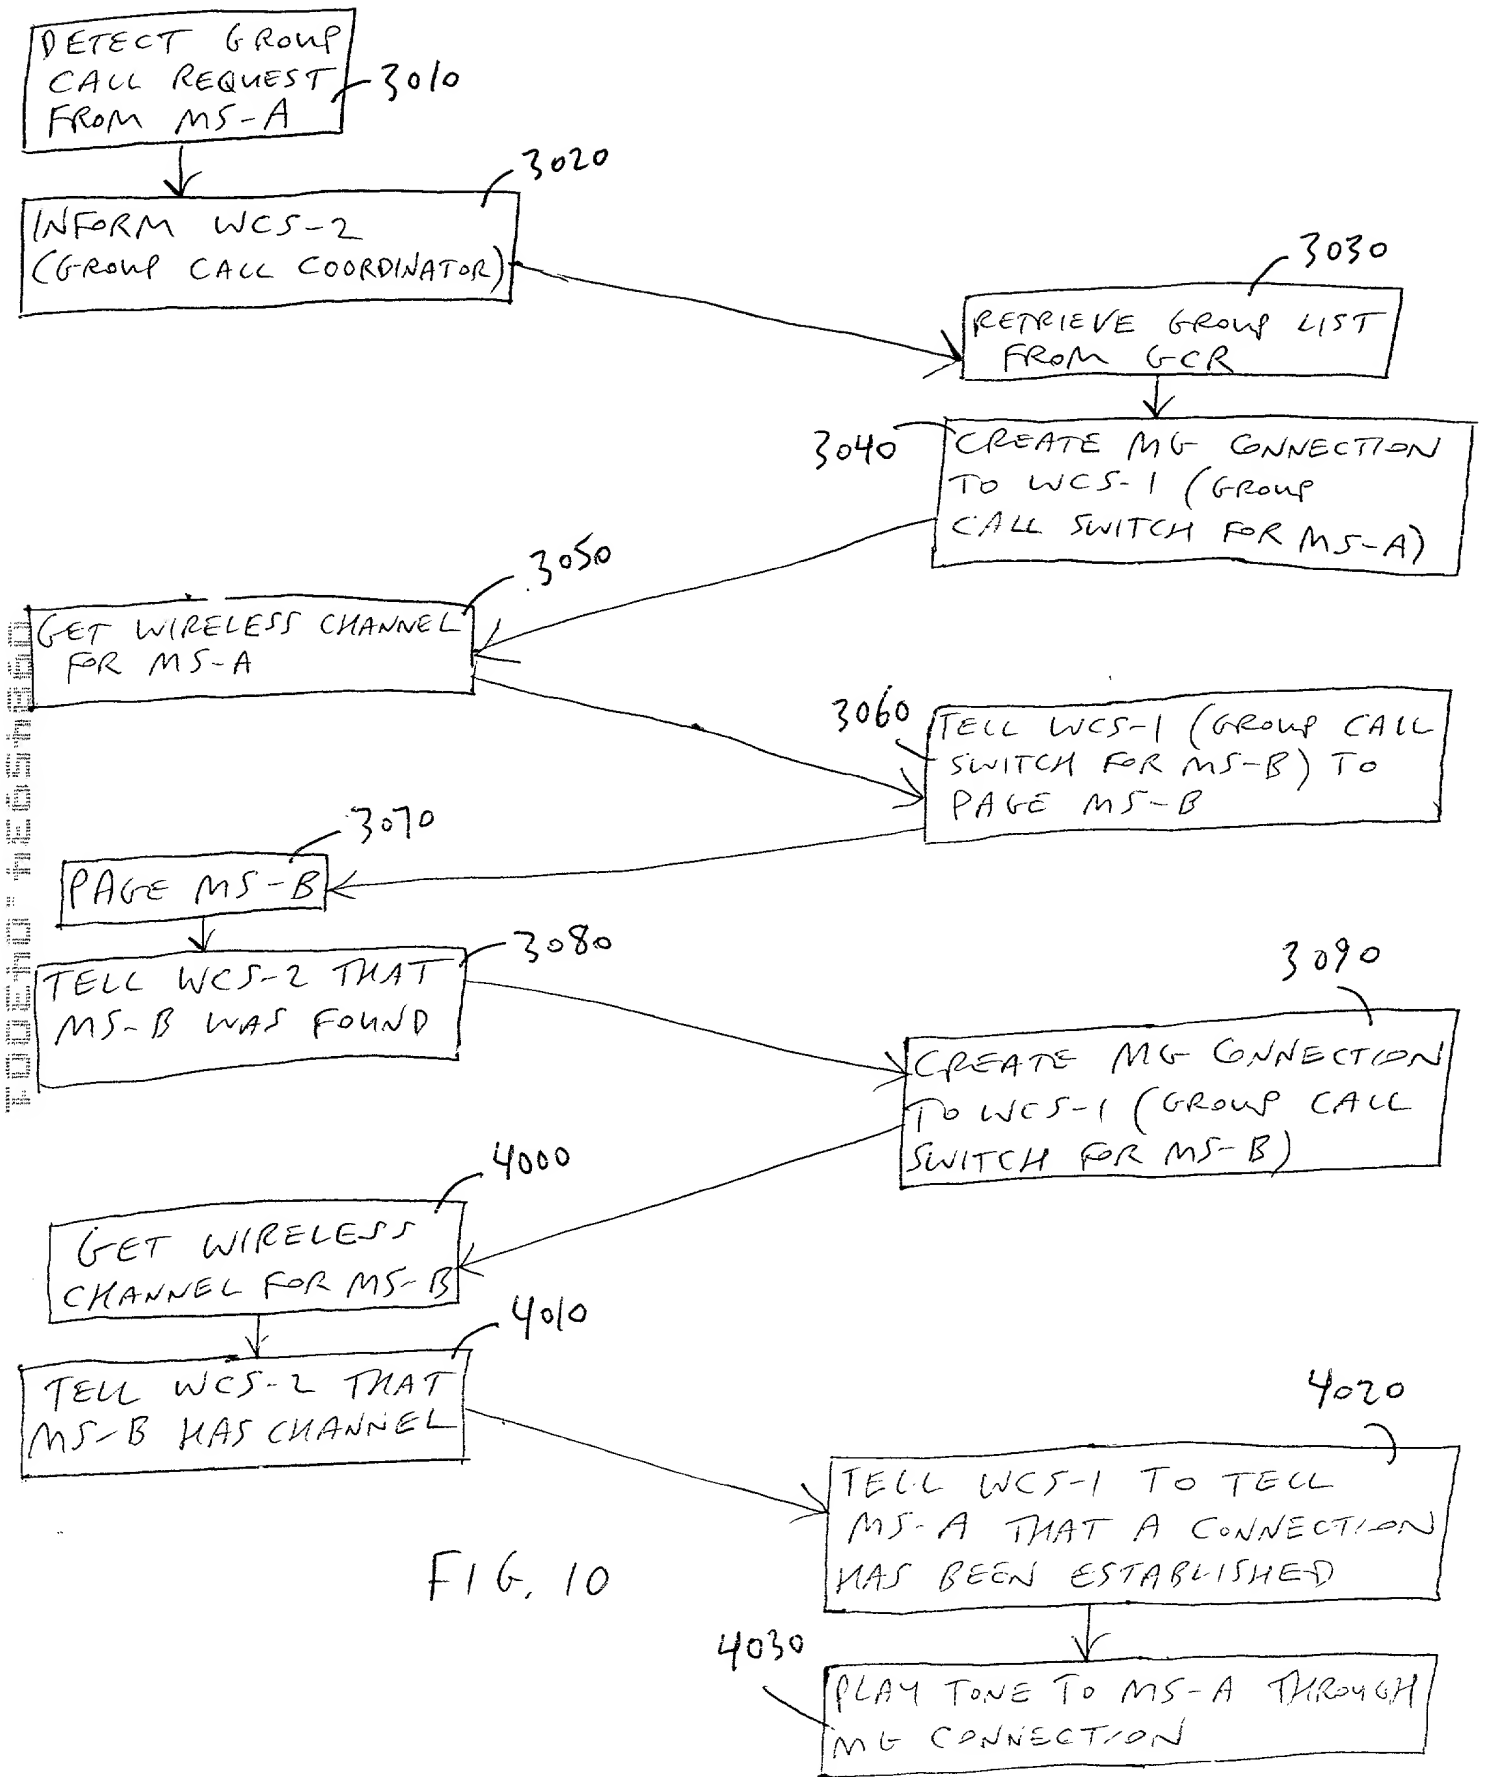 DETECT GROUP
CALL REQUEST
FROM MS-A
3010
3020
INFORM WCS-2
(GROUP CALL COORDINATOR)
3030
RETRIEVE GROUP LIST
FROM GCR
3040
CREATE MG CONNECTION
TO WCS-1 (GROUP
CALL SWITCH FOR MS-A)
3050
GET WIRELESS CHANNEL
FOR MS-A
3060
TELL WCS-1 (GROUP CALL
SWITCH FOR MS-B) TO
PAGE MS-B
3070
PAGE MS-B
3080
TELL WCS-2 THAT
MS-B WAS FOUND
3090
CREATE MG CONNECTION
TO WCS-1 (GROUP CALL
SWITCH FOR MS-B)
4000
GET WIRELESS
CHANNEL FOR MS-B
4010
TELL WCS-2 THAT
MS-B HAS CHANNEL
4020
TELL WCS-1 TO TELL
MS-A THAT A CONNECTION
HAS BEEN ESTABLISHED
4030
PLAY TONE TO MS-A THROUGH
MG CONNECTION
FIG. 10